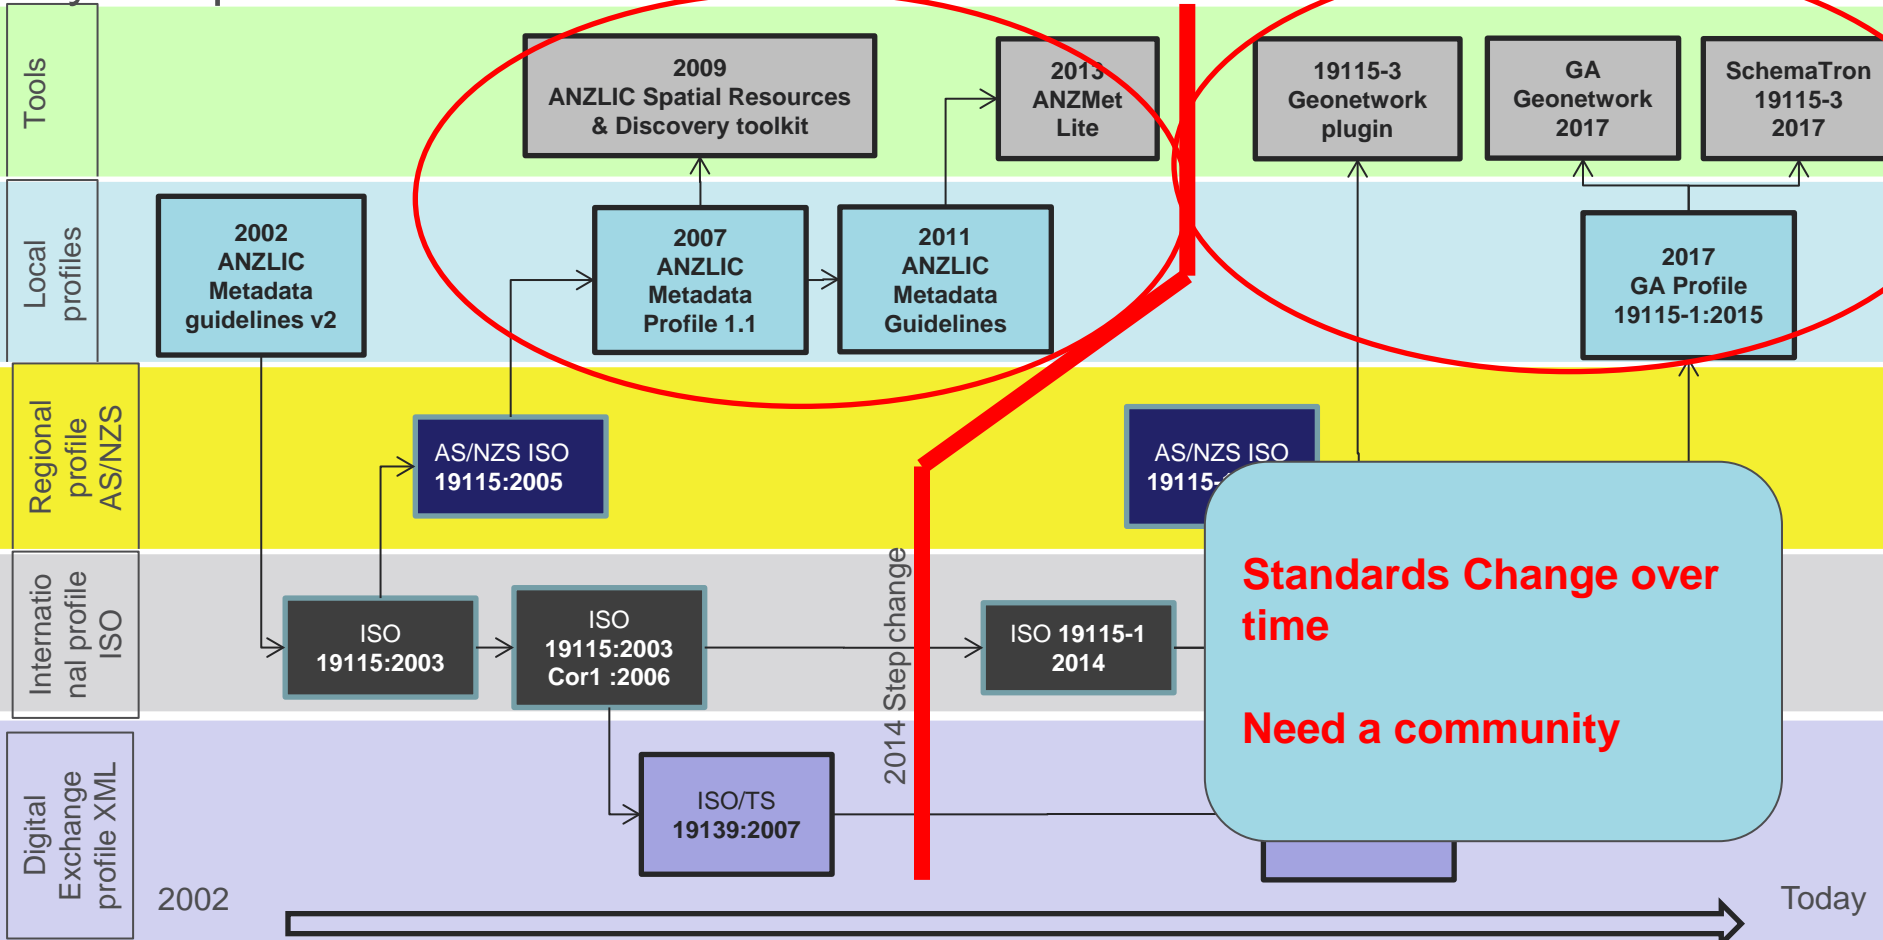 Tools
2009
ANZLIC Spatial Resources
& Discovery toolkit
2013
ANZMet
Lite
19115-3
Geonetwork
plugin
GA
Geonetwork
2017
SchemaTron
19115-3
2017
Local
profiles
2002
ANZLIC
Metadata
guidelines v2
2007
ANZLIC
Metadata
Profile 1.1
2011
ANZLIC
Metadata
Guidelines
2017
GA Profile
19115-1:2015
Regional
profile
AS/NZS
AS/NZS ISO
19115:2005
AS/NZS ISO
19115-
Internatio
nal profile
ISO
ISO
19115:2003
ISO
19115:2003
Cor1 :2006
2014 Step change
ISO 19115-1
2014
Standards Change over
time
Need a community
Digital
Exchange
profile XML
ISO/TS
19139:2007
2002
Today